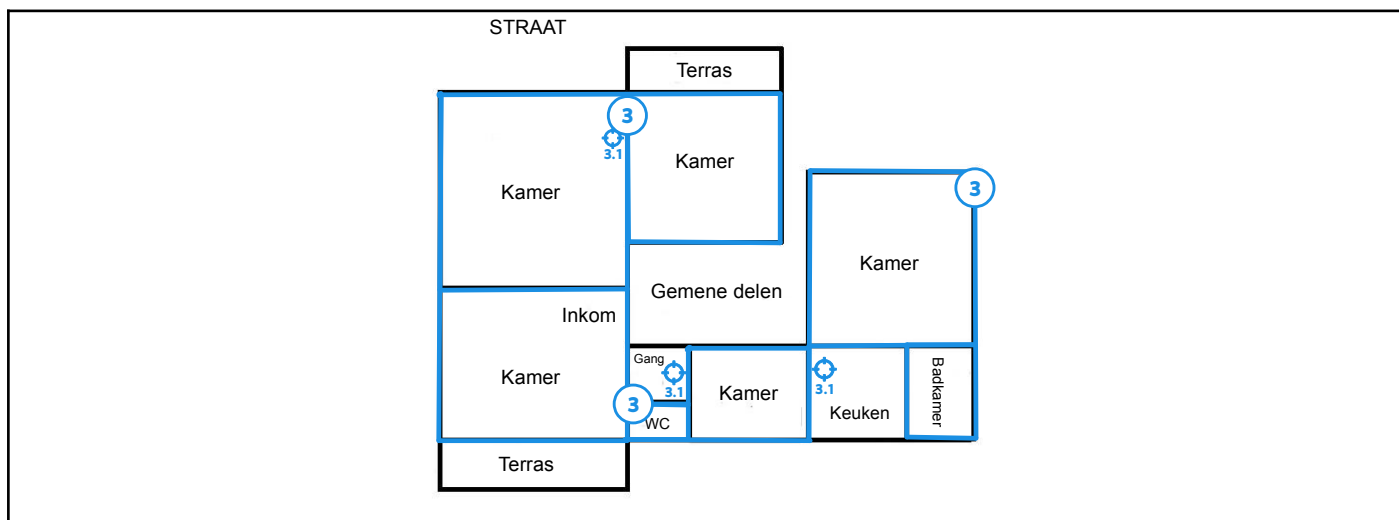 STRAAT
Terras
3
3.1
Kamer
Kamer
3
Kamer
Gemene delen
Inkom
Gang
3.1
3.1
Kamer
Kamer
Badkamer
3
Keuken
WC
Terras